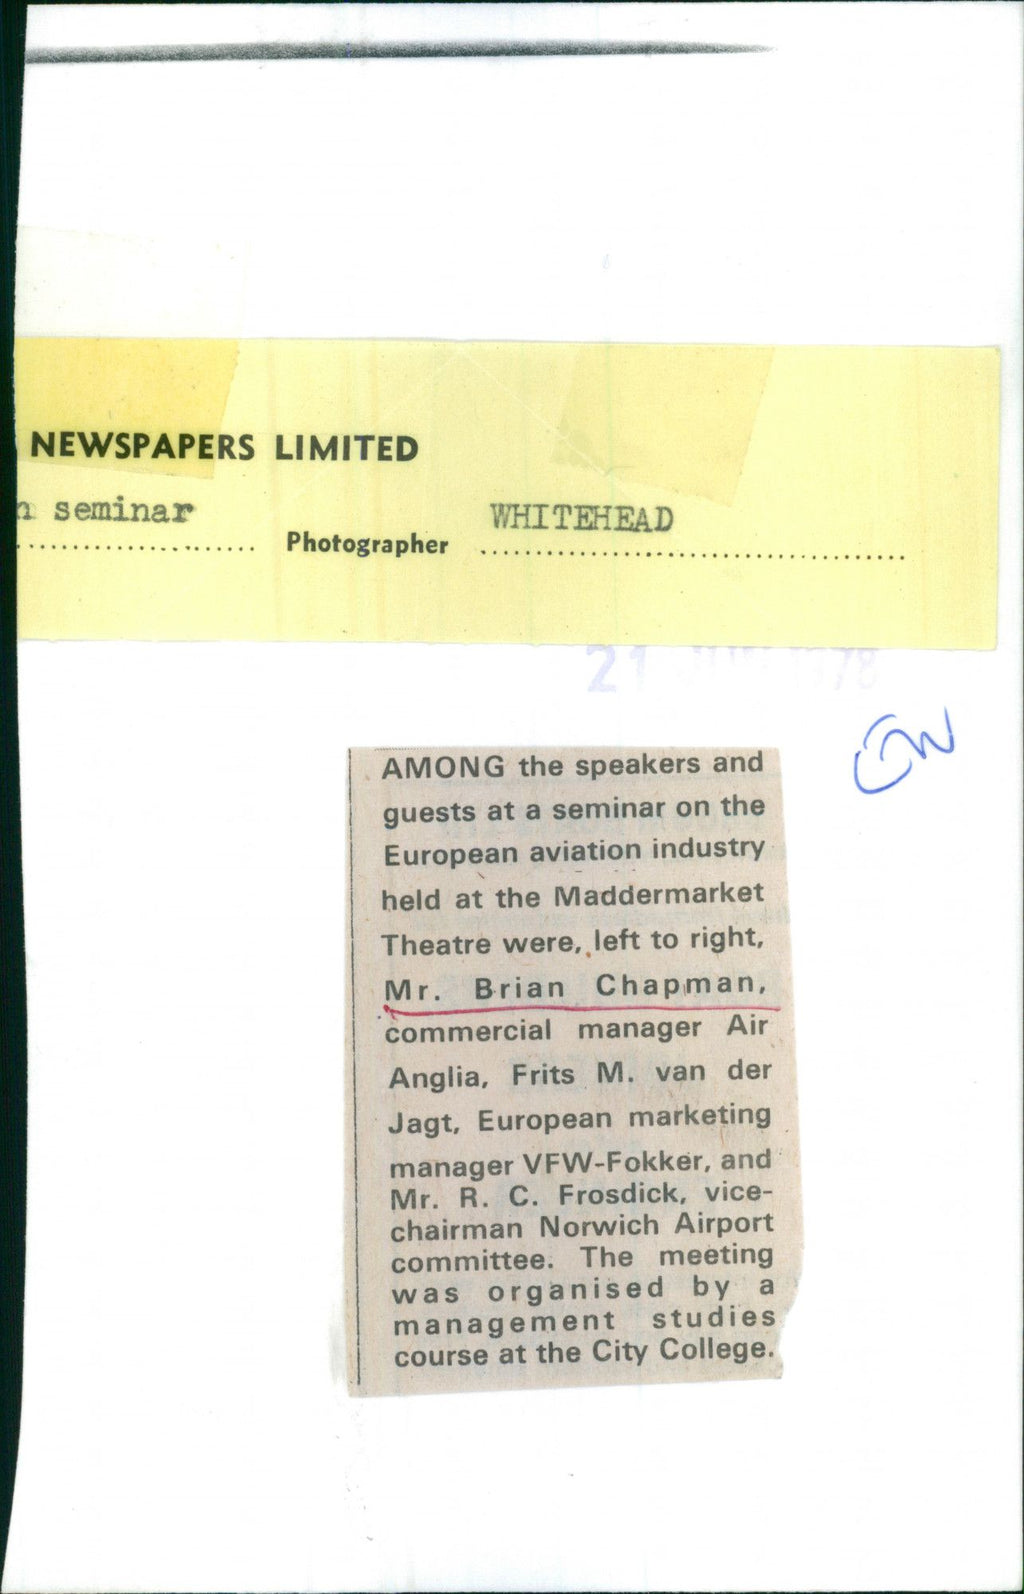 NEWSPAPERS LIMITED
n seminar
Photographer WHITEHEAD
21 1978
AMONG the speakers and
guests at a seminar on the
European aviation industry
held at the Maddermarket
Theatre were, left to right,
Mr. Brian Chapman,
commercial manager Air
Anglia, Frits M. van der
Jagt, European marketing
manager VFW-Fokker, and
Mr. R. C. Frosdick, vice-
chairman Norwich Airport
committee. The meeting
was organised by a
management studies
course at the City College.